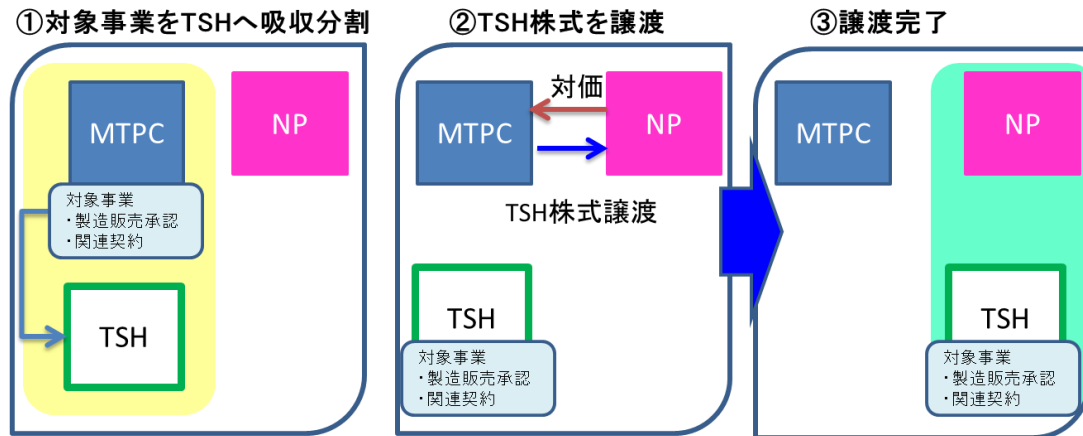 ①対象事業をTSHへ吸収分割
MTPC
NP
対象事業
・製造販売承認
・関連契約
TSH
②TSH株式を譲渡
対価
MTPC
NP
TSH株式譲渡
TSH
対象事業
・製造販売承認
・関連契約
③譲渡完了
MTPC
NP
TSH
対象事業
・製造販売承認
・関連契約